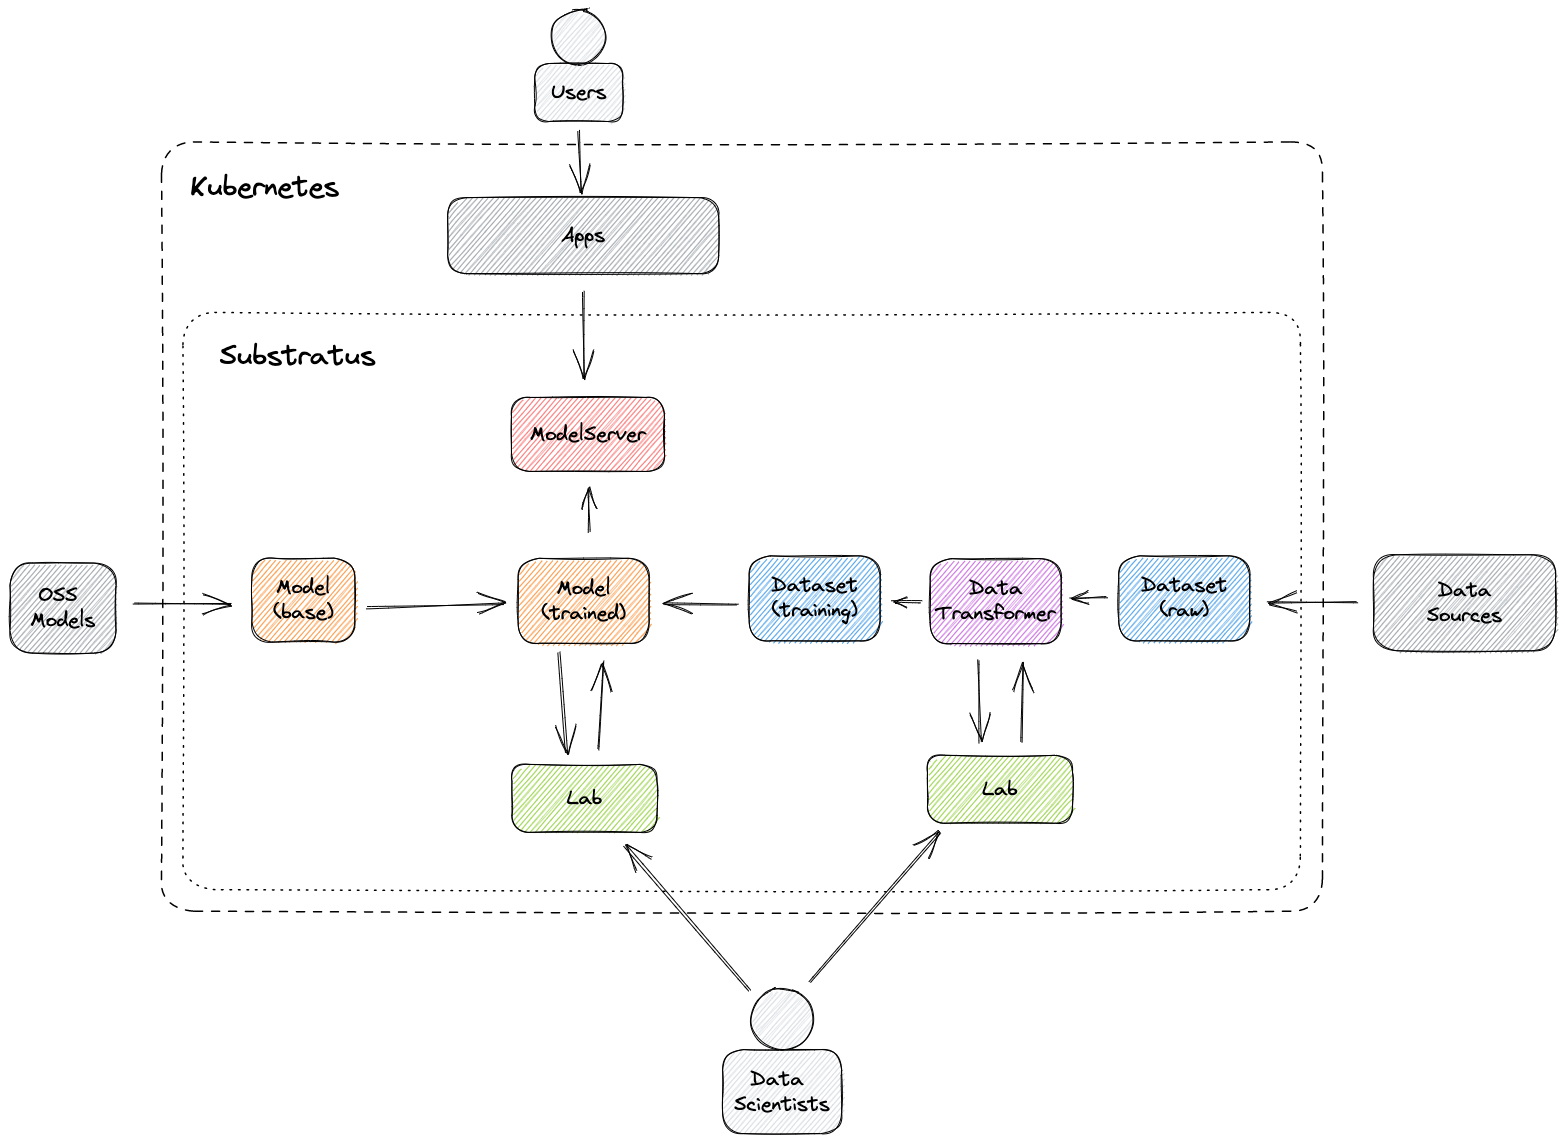 Users
Kubernetes
Apps
Substratus
ModelServer
OSS
Models
Model
(base)
Model
(trained)
Dataset
(training)
Data
Transformer
Dataset
(raw)
Data
Sources
Lab
Lab
Data
Scientists